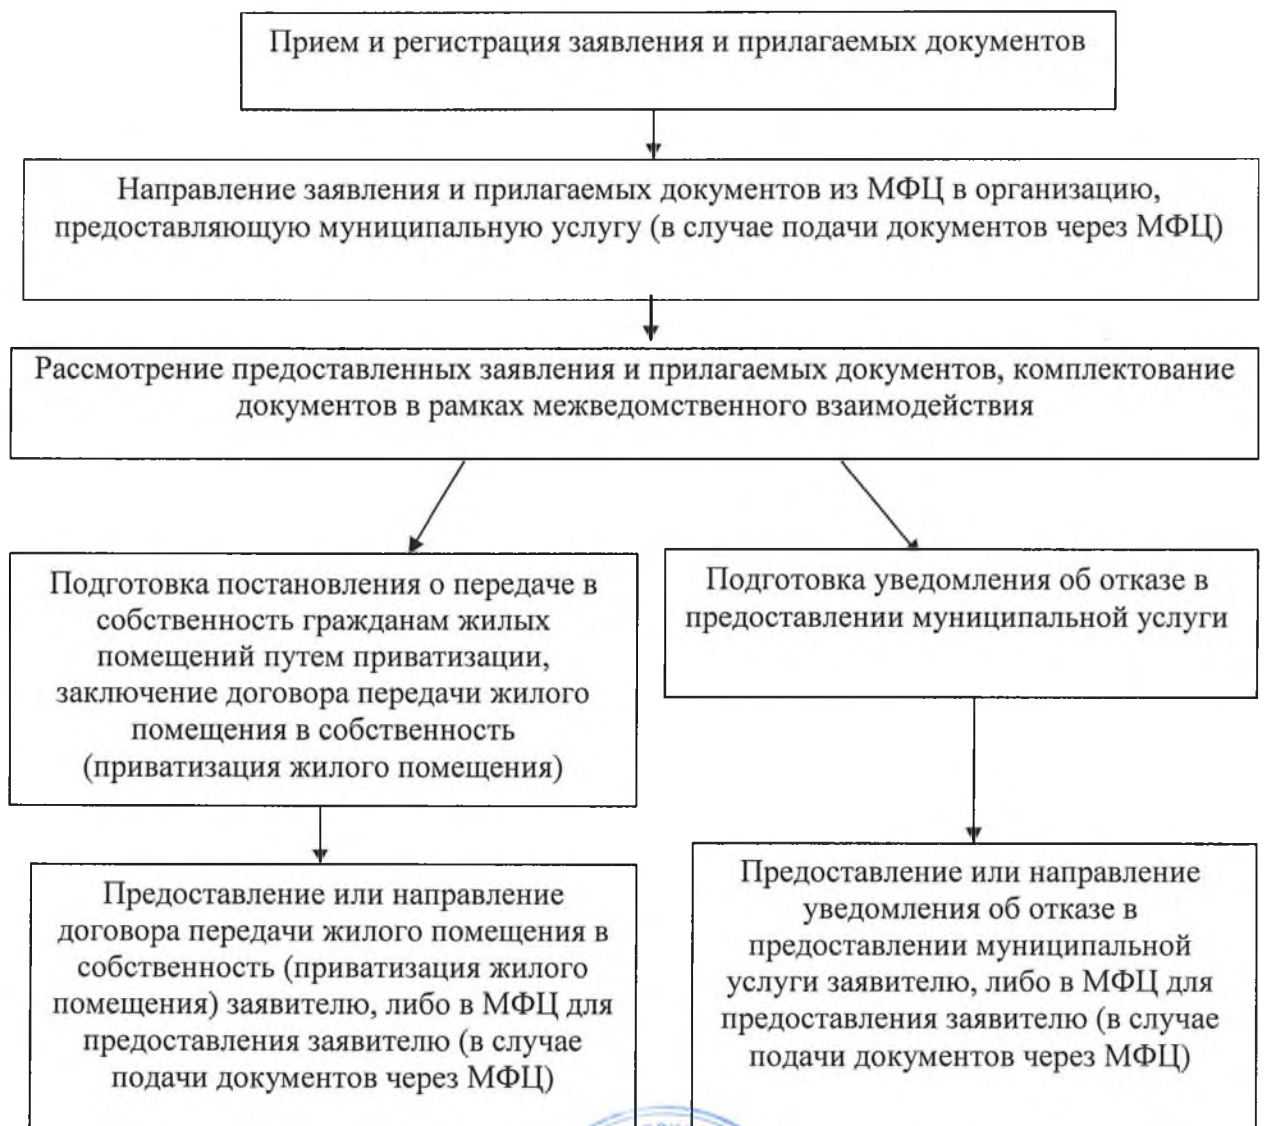 Прием и регистрация заявления и прилагаемых документов
Направление заявления и прилагаемых документов из МФЦ в организацию,
предоставляющую муниципальную услугу (в случае подачи документов через МФЦ)
Рассмотрение предоставленных заявления и прилагаемых документов, комплектование
документов в рамках межведомственного взаимодействия
Подготовка постановления о передаче в
собственность гражданам жилых
помещений путем приватизации,
заключение договора передачи жилого
помещения в собственность
(приватизация жилого помещения)
Подготовка уведомления об отказе в
предоставлении муниципальной услуги
Предоставление или направление
договора передачи жилого помещения в
собственность (приватизация жилого
помещения) заявителю, либо в МФЦ для
предоставления заявителю (в случае
подачи документов через МФЦ)
Предоставление или направление
уведомления об отказе в
предоставлении муниципальной
услуги заявителю, либо в МФЦ для
предоставления заявителю (в случае
подачи документов через МФЦ)